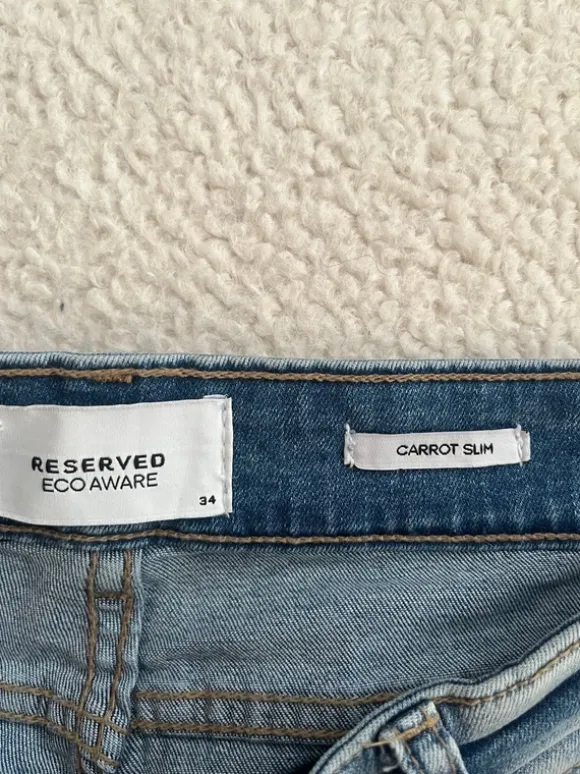 RESERVED
ECO AWARE
34
CARROT SLIM